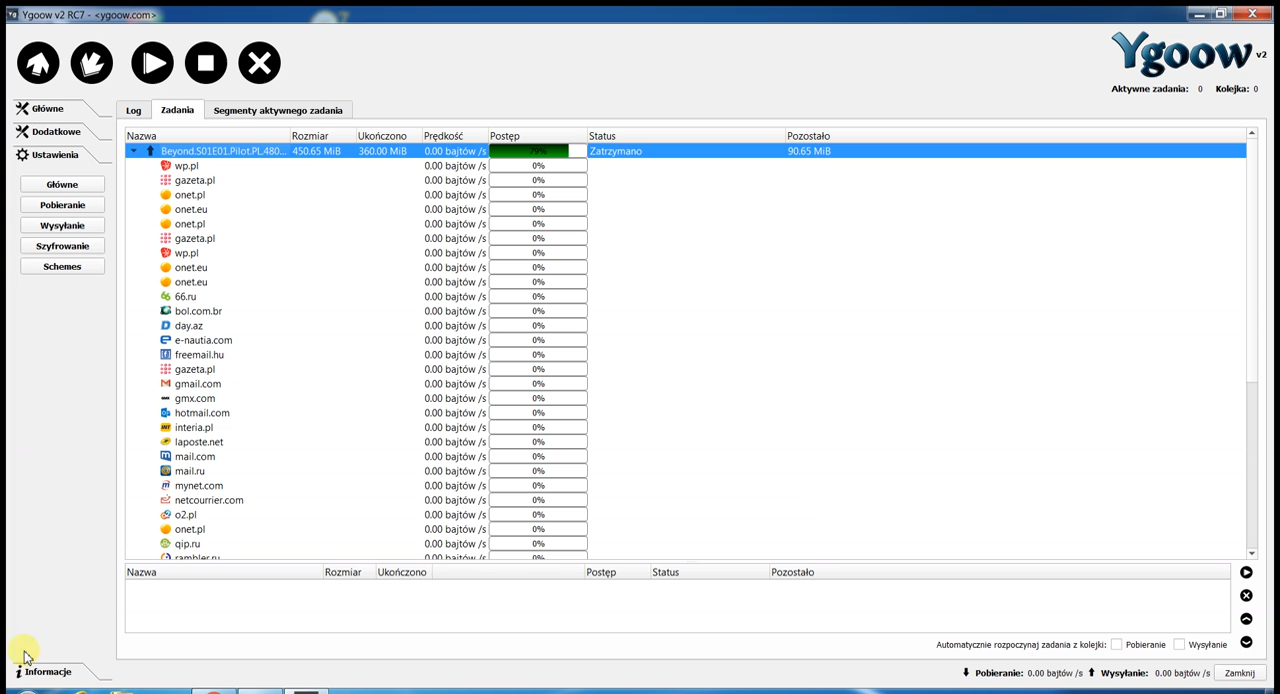 Ygoow v2 RC7 - <ygoow.com>
Ygoow v2
Aktywne zadania: 0 Kolejka: 0
Główne
Dodatkowe
Ustawienia
Główne
Pobieranie
Wysyłanie
Szyfrowanie
Schemes
Informacje
Log Zadania Segmenty aktywnego zadania
Nazwa Rozmiar Ukończono Prędkość Postęp Status Pozostało
Beyond.S01E01.Pilot.PL.480... 450.65 MiB 360.00 MiB 0.00 bajtów /s 79% Zatrzymano 90.65 MiB
wp.pl 0.00 bajtów /s 0%
gazeta.pl 0.00 bajtów /s 0%
onet.pl 0.00 bajtów /s 0%
onet.eu 0.00 bajtów /s 0%
onet.pl 0.00 bajtów /s 0%
gazeta.pl 0.00 bajtów /s 0%
wp.pl 0.00 bajtów /s 0%
onet.eu 0.00 bajtów /s 0%
onet.eu 0.00 bajtów /s 0%
66.ru 0.00 bajtów /s 0%
bol.com.br 0.00 bajtów /s 0%
day.az 0.00 bajtów /s 0%
e-nautia.com 0.00 bajtów /s 0%
freemail.hu 0.00 bajtów /s 0%
gazeta.pl 0.00 bajtów /s 0%
gmail.com 0.00 bajtów /s 0%
gmx.com 0.00 bajtów /s 0%
hotmail.com 0.00 bajtów /s 0%
interia.pl 0.00 bajtów /s 0%
laposte.net 0.00 bajtów /s 0%
mail.com 0.00 bajtów /s 0%
mail.ru 0.00 bajtów /s 0%
mynet.com 0.00 bajtów /s 0%
netcourrier.com 0.00 bajtów /s 0%
o2.pl 0.00 bajtów /s 0%
onet.pl 0.00 bajtów /s 0%
qip.ru 0.00 bajtów /s 0%
rambler.ru 0.00 bajtów /s 0%
Nazwa Rozmiar Ukończono Postęp Status Pozostało
Automatycznie rozpoczynaj zadania z kolejki: Pobieranie Wysyłanie
Pobieranie: 0.00 bajtów /s Wysyłanie: 0.00 bajtów /s Zamknij